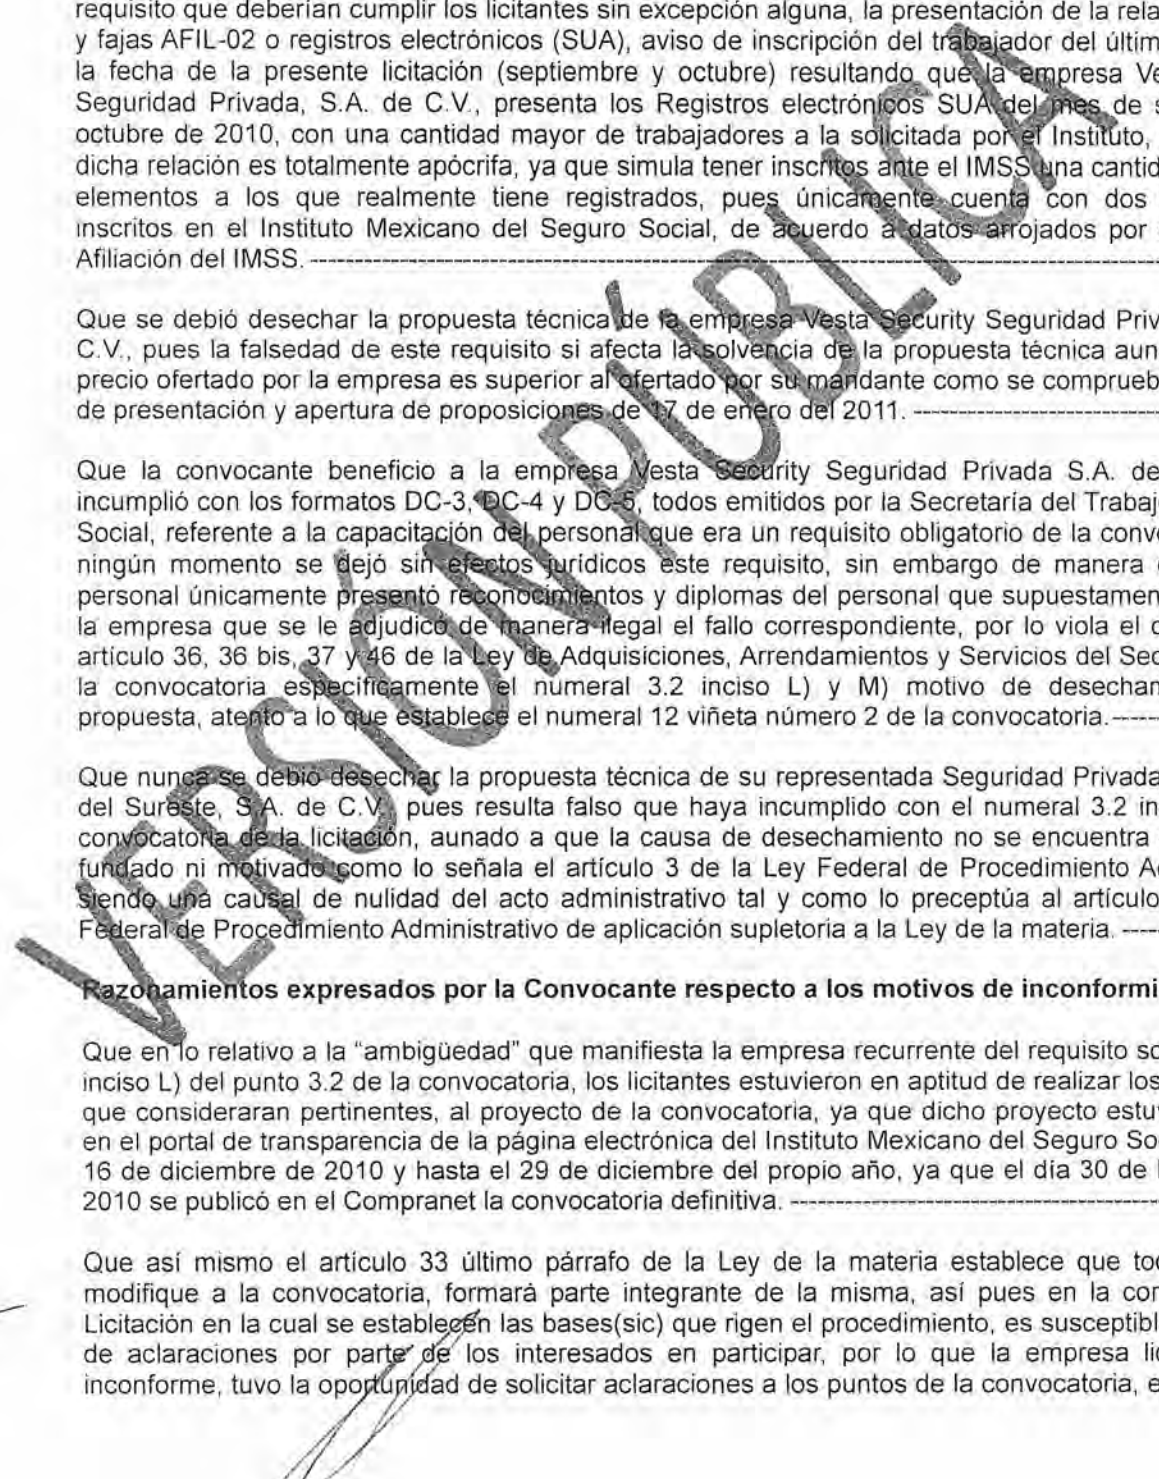 requisito que deberían cumplir los licitantes sin excepción alguna, la presentación de la rela
y fajas AFIL-02 o registros electrónicos (SUA), aviso de inscripción del trabajador del últim
la fecha de la presente licitación (septiembre y octubre) resultando que la empresa Ve
Seguridad Privada, S.A. de C.V., presenta los Registros electrónicos SUA del mes de s
octubre de 2010, con una cantidad mayor de trabajadores a la solicitada por el Instituto,
dicha relación es totalmente apócrifa, ya que simula tener inscritos ante el IMSS una cantid
elementos a los que realmente tiene registrados, pues únicamente cuenta con dos
inscritos en el Instituto Mexicano del Seguro Social, de acuerdo a datos arrojados por
Afiliación del IMSS. ------------------------------------------------------------
Que se debió desechar la propuesta técnica de la empresa Vesta Security Seguridad Priv
C.V., pues la falsedad de este requisito si afecta la solvencia de la propuesta técnica aun
precio ofertado por la empresa es superior al ofertado por su mandante como se comprueb
de presentación y apertura de proposiciones de 17 de enero del 2011. -----------------
Que la convocante beneficio a la empresa Vesta Security Seguridad Privada S.A. de
incumplió con los formatos DC-3, DC-4 y DC-5, todos emitidos por la Secretaría del Trabaj
Social, referente a la capacitación del personal que era un requisito obligatorio de la conv
ningún momento se dejó sin efectos jurídicos este requisito, sin embargo de manera
personal únicamente presentó reconocimientos y diplomas del personal que supuestamen
la empresa que se le adjudicó de manera ilegal el fallo correspondiente, por lo viola el
artículo 36, 36 bis, 37 y 46 de la Ley de Adquisiciones, Arrendamientos y Servicios del Sec
la convocatoria específicamente el numeral 3.2 inciso L) y M) motivo de desechan
propuesta, atento a lo que establece el numeral 12 viñeta número 2 de la convocatoria.-----
Que nunca se debió desechar la propuesta técnica de su representada Seguridad Privada
del Sureste, S.A. de C.V. pues resulta falso que haya incumplido con el numeral 3.2 in
convocatoria de la licitación, aunado a que la causa de desechamiento no se encuentra
fundado ni motivado como lo señala el artículo 3 de la Ley Federal de Procedimiento A
siendo una causal de nulidad del acto administrativo tal y como lo preceptúa al artículo
Federal de Procedimiento Administrativo de aplicación supletoria a la Ley de la materia. ----
Razonamientos expresados por la Convocante respecto a los motivos de inconformi
Que en lo relativo a la "ambigüedad" que manifiesta la empresa recurrente del requisito so
inciso L) del punto 3.2 de la convocatoria, los licitantes estuvieron en aptitud de realizar los
que consideraran pertinentes, al proyecto de la convocatoria, ya que dicho proyecto estu
en el portal de transparencia de la página electrónica del Instituto Mexicano del Seguro So
16 de diciembre de 2010 y hasta el 29 de diciembre del propio año, ya que el día 30 de
2010 se publicó en el Compranet la convocatoria definitiva. ------------------------------
Que así mismo el artículo 33 último párrafo de la Ley de la materia establece que to
modifique a la convocatoria, formará parte integrante de la misma, así pues en la con
Licitación en la cual se establecen las bases(sic) que rigen el procedimiento, es susceptibl
de aclaraciones por parte de los interesados en participar, por lo que la empresa lic
inconforme, tuvo la oportunidad de solicitar aclaraciones a los puntos de la convocatoria, e
VERSIÓN PÚBLICA